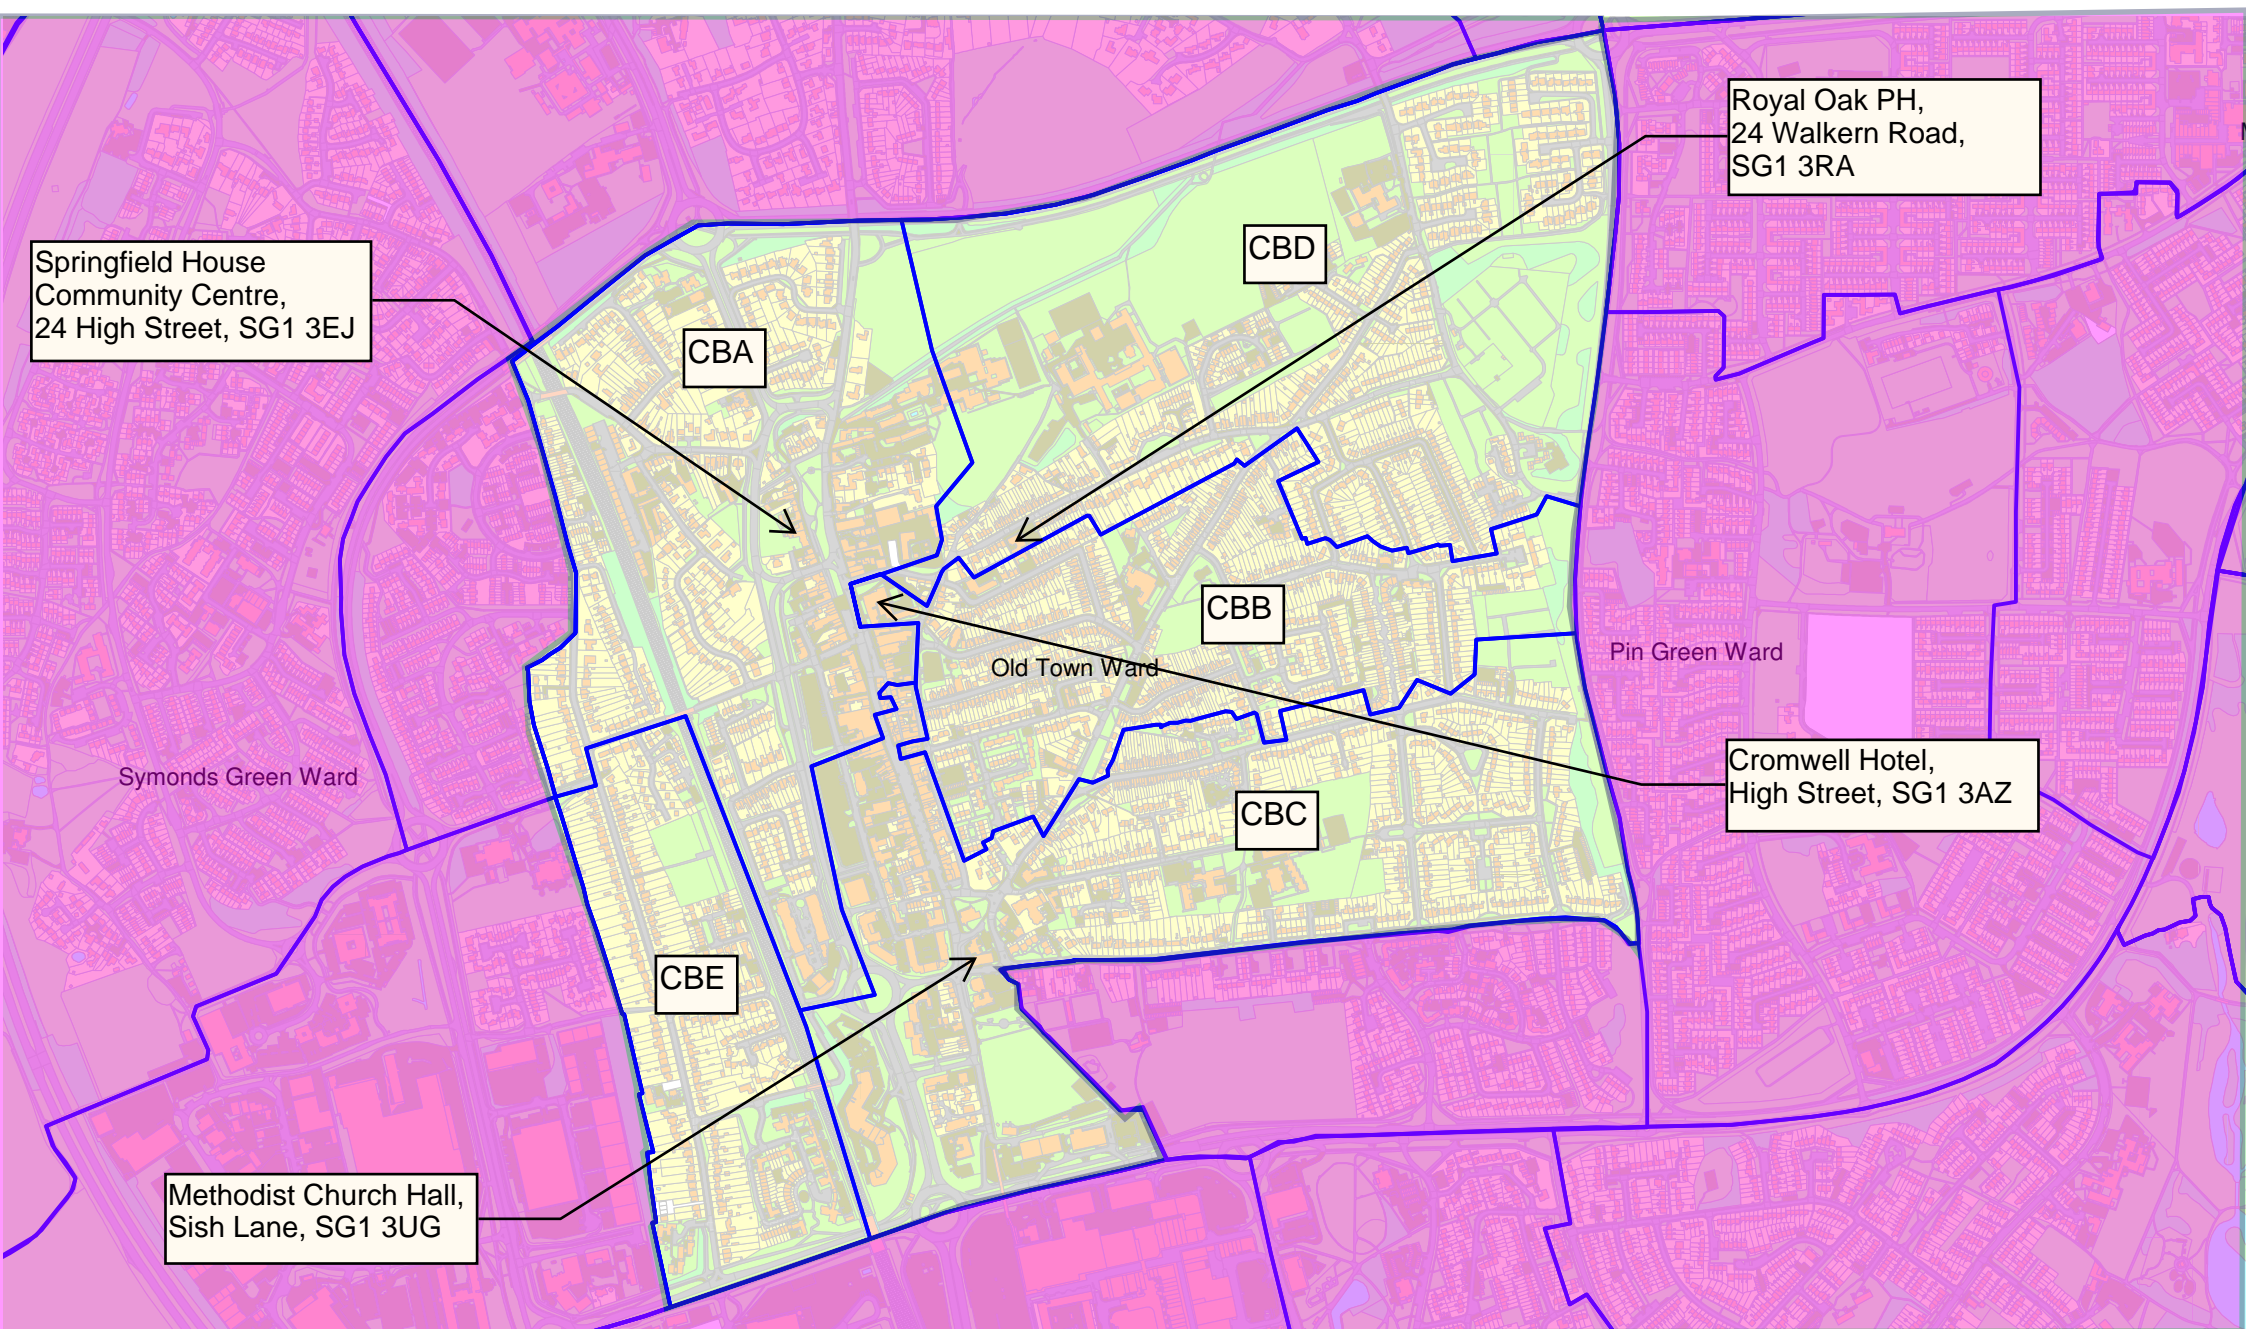 Royal Oak PH,
24 Walkern Road,
SG1 3RA
Springfield House
Community Centre,
24 High Street, SG1 3EJ
CBD
CBA
CBB
Old Town Ward
Pin Green Ward
Symonds Green Ward
Cromwell Hotel,
High Street, SG1 3AZ
CBC
CBE
Methodist Church Hall,
Sish Lane, SG1 3UG